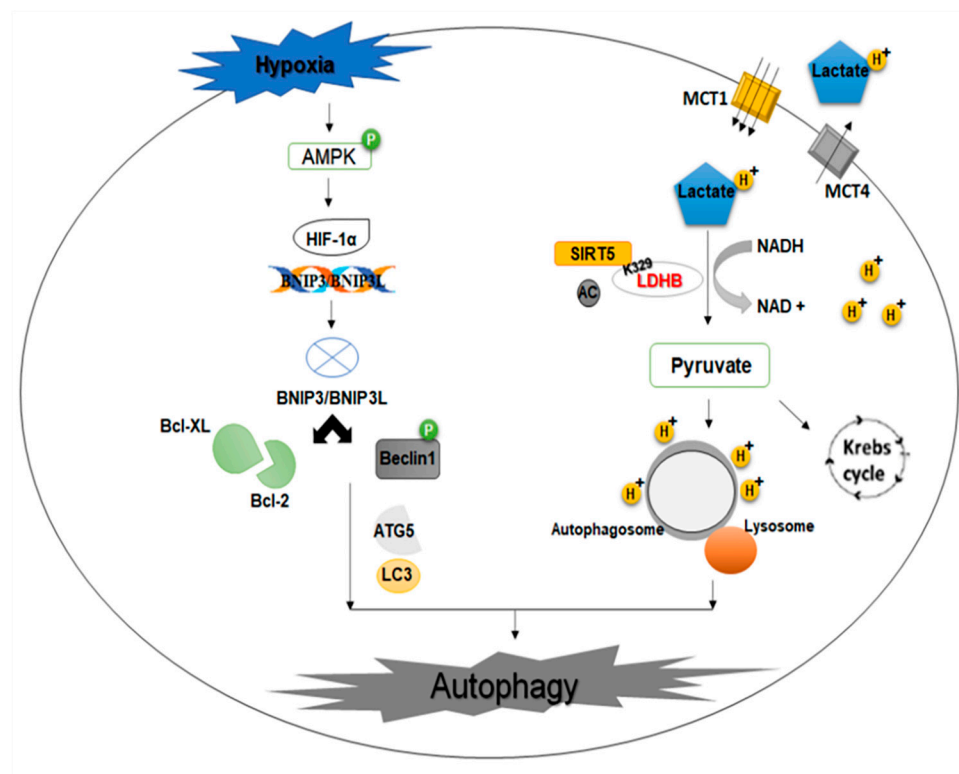 Hypoxia
P
AMPK
HIF-1α
BNIP3/BNIP3L
BNIP3/BNIP3L
Bcl-XL
Bcl-2
P
Beclin1
ATG5
LC3
MCT1
Lactate
H+
MCT4
Lactate
H+
SIRT5
K329
LDHB
AC
NADH
NAD +
H+
H+
H+
Pyruvate
H+
H+
H+
H+
Autophagosome
Lysosome
Krebs
cycle
Autophagy